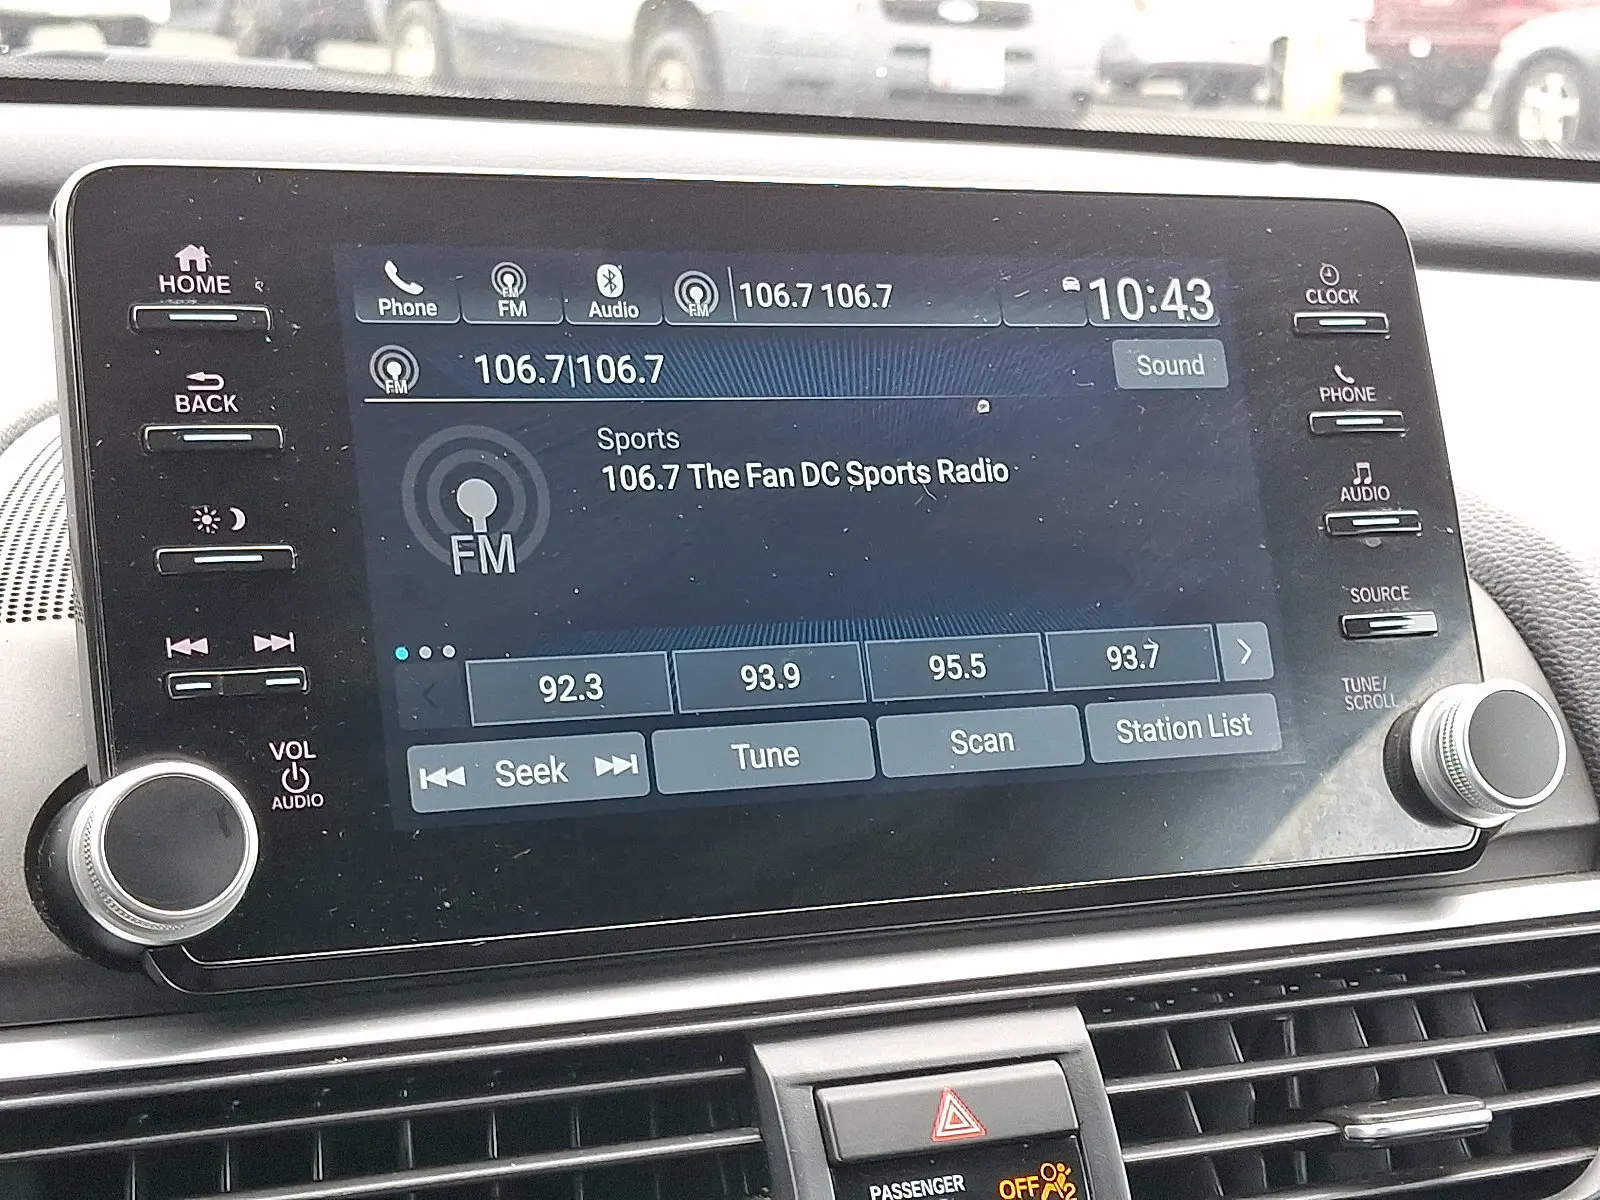 HOME
BACK
VOL
AUDIO
Phone
FM
FM
Audio
FM
106.7 106.7
10:43
FM
106.7|106.7
Sound
Sports
106.7 The Fan DC Sports Radio
FM
92.3
93.9
95.5
93.7
Seek
Tune
Scan
Station List
CLOCK
PHONE
AUDIO
SOURCE
TUNE/
SCROLL
PASSENGER
OFF
2